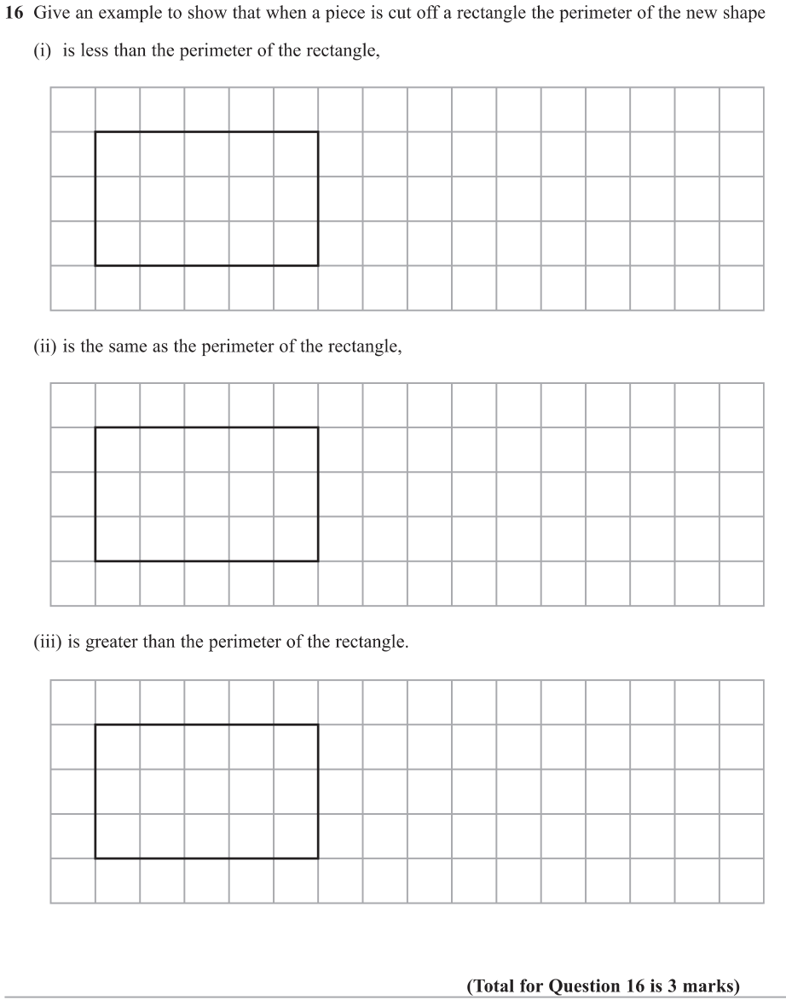 16 Give an example to show that when a piece is cut off a rectangle the perimeter of the new shape
(i) is less than the perimeter of the rectangle,
(ii) is the same as the perimeter of the rectangle,
(iii) is greater than the perimeter of the rectangle.
(Total for Question 16 is 3 marks)